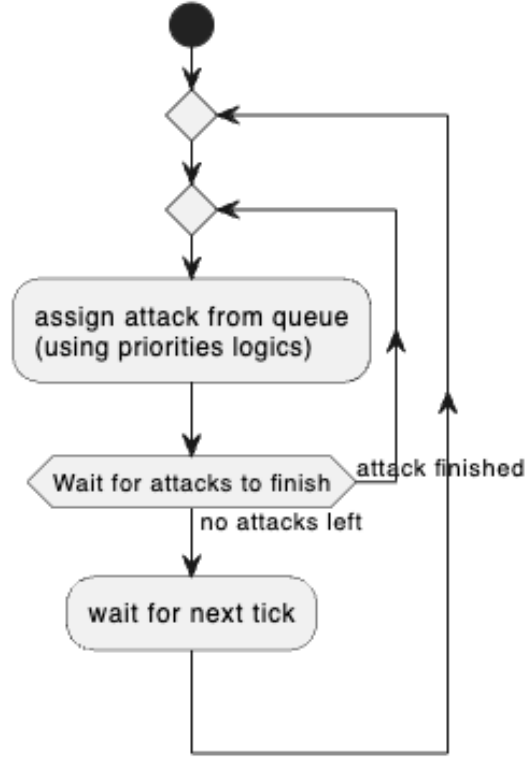 assign attack from queue
(using priorities logics)
Wait for attacks to finish
attack finished
no attacks left
wait for next tick